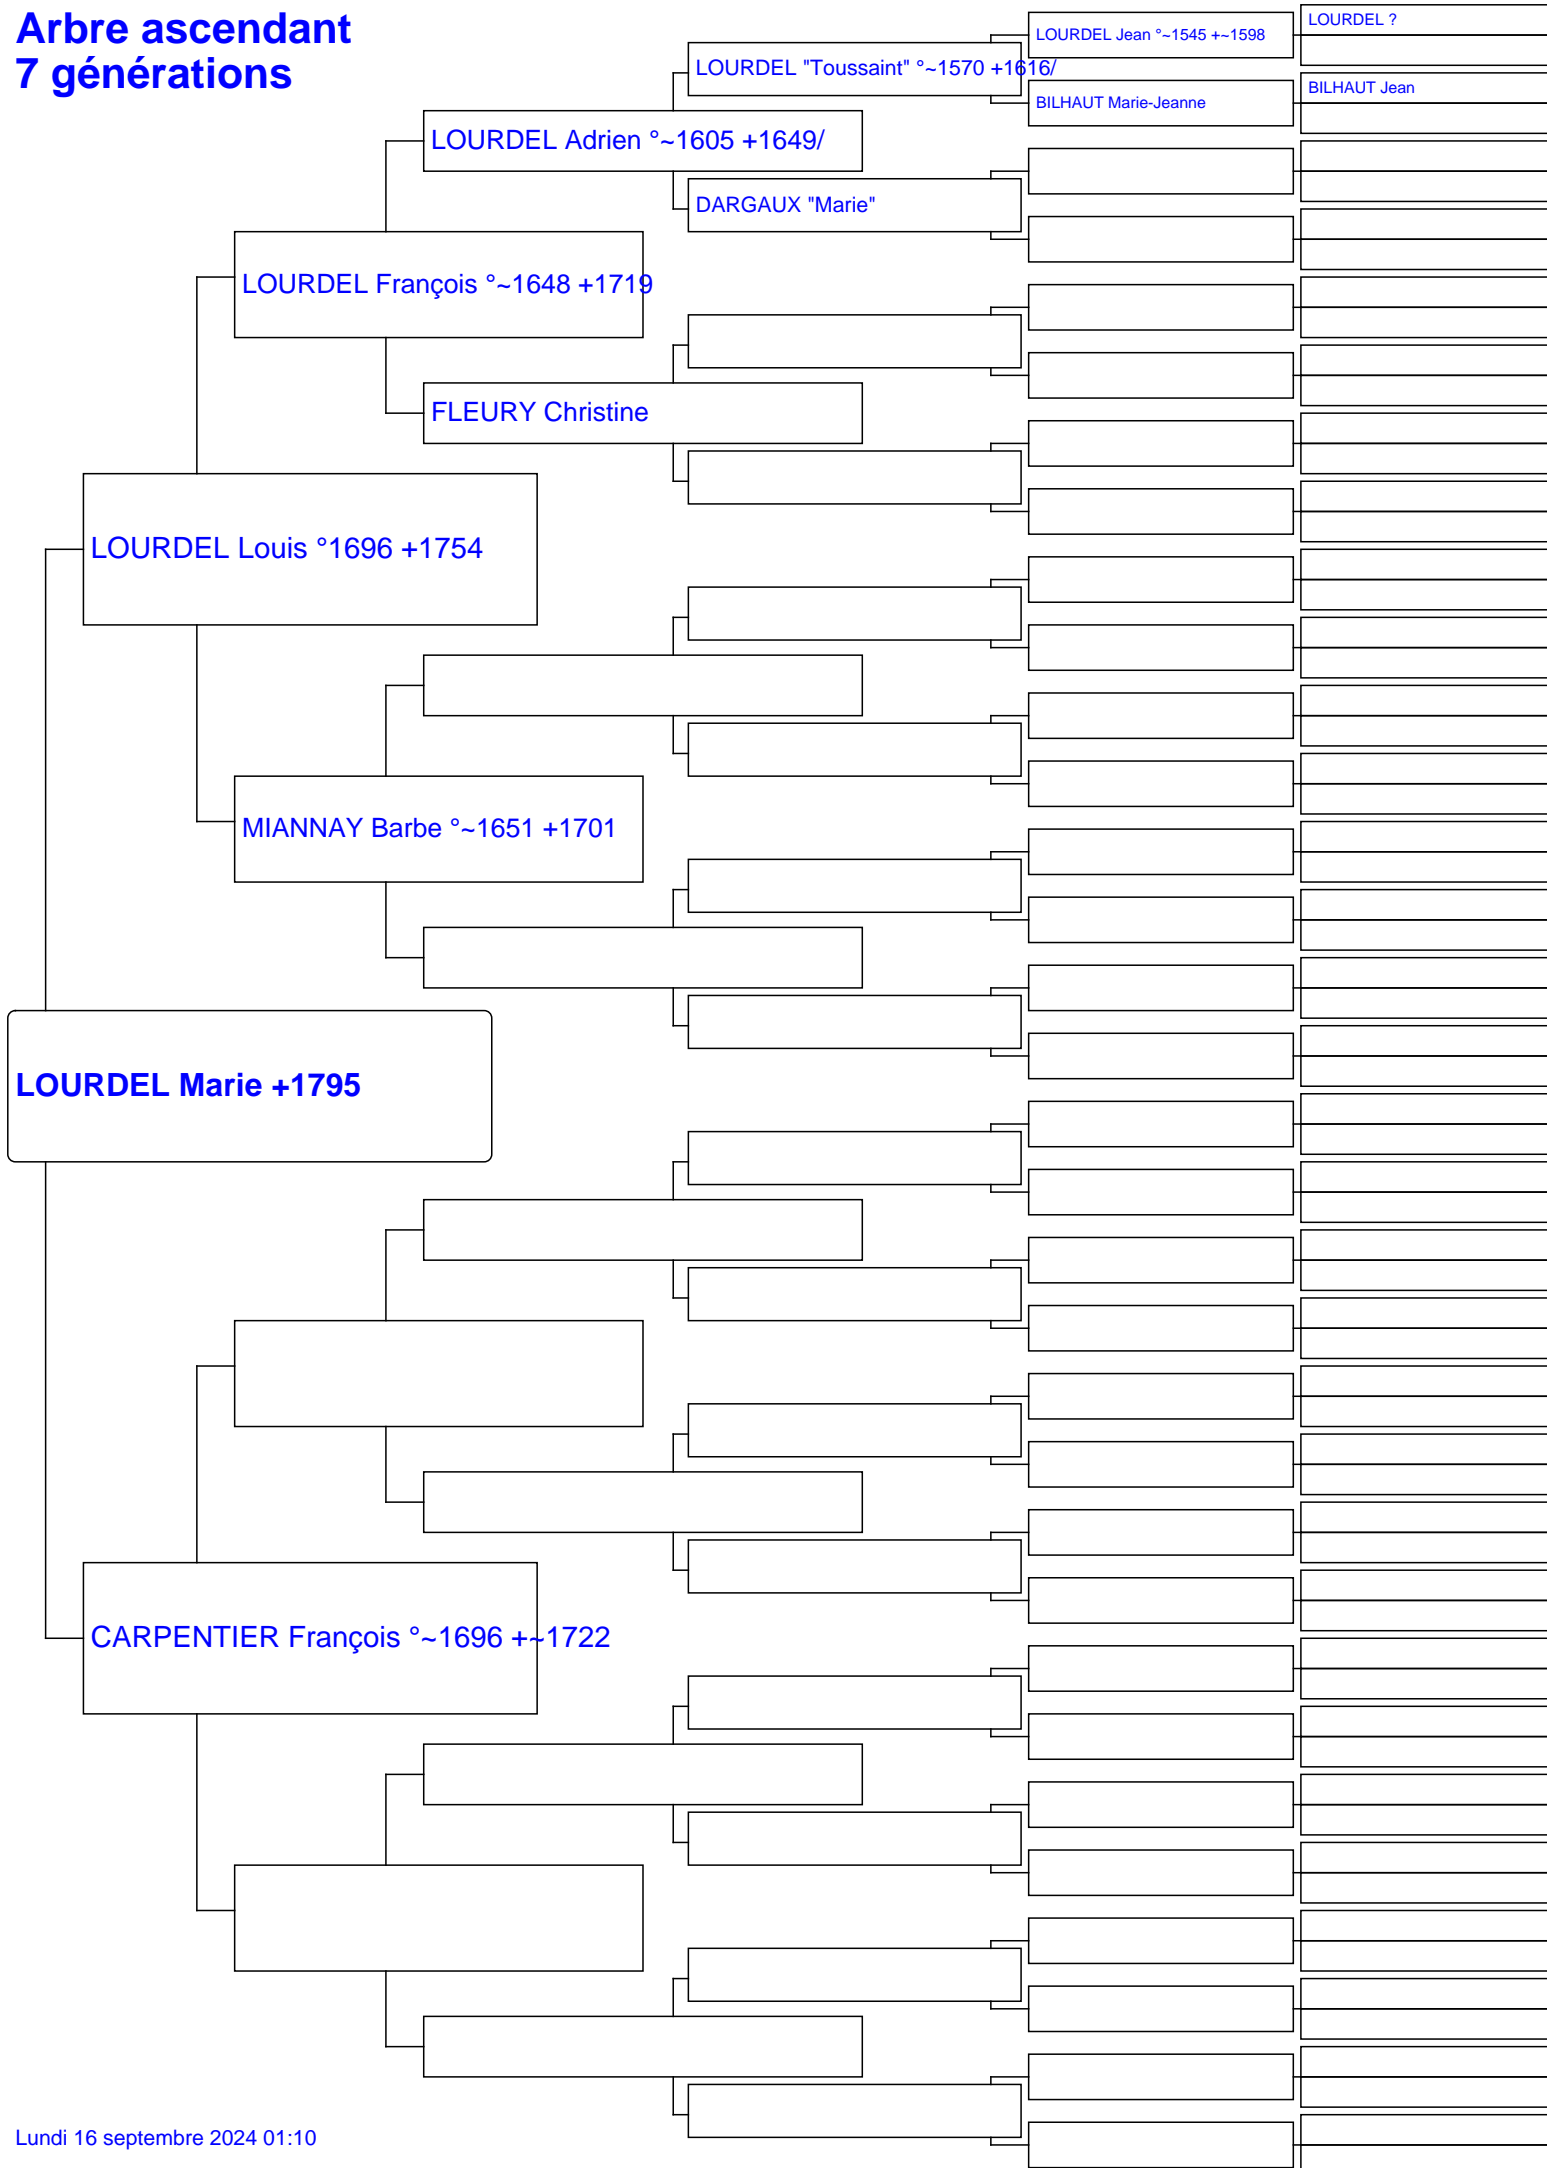 Arbre ascendant
7 générations
LOURDEL Jean °~1545 +~1598
LOURDEL ?
LOURDEL "Toussaint" °~1570 +1616/
BILHAUT Marie-Jeanne
BILHAUT Jean
LOURDEL Adrien °~1605 +1649/
DARGAUX "Marie"
LOURDEL François °~1648 +1719
FLEURY Christine
LOURDEL Louis °1696 +1754
MIANNAY Barbe °~1651 +1701
LOURDEL Marie +1795
CARPENTIER François °~1696 +~1722
Lundi 16 septembre 2024 01:10